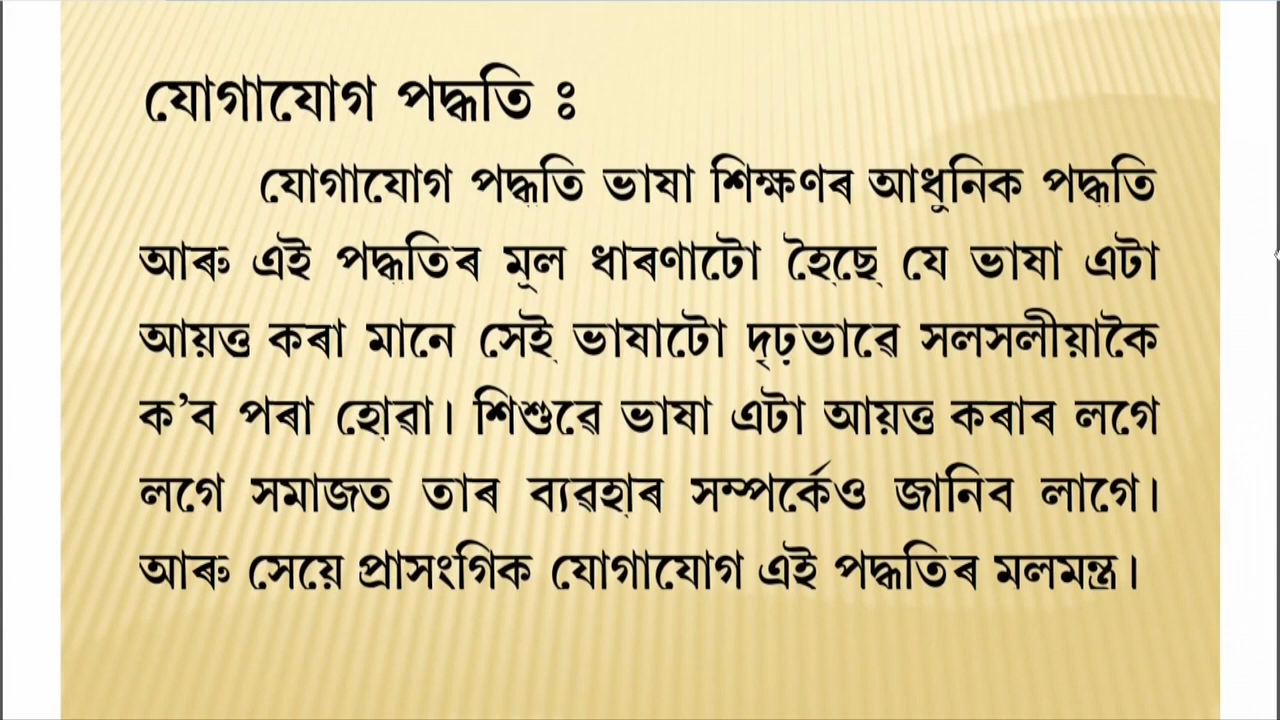 যোগাযোগ পদ্ধতি ঃ
যোগাযোগ পদ্ধতি ভাষা শিক্ষণৰ আধুনিক পদ্ধতি
আৰু এই পদ্ধতিৰ মূল ধাৰণাটো হৈছে যে ভাষা এটা
আয়ত্ত কৰা মানে সেই ভাষাটো দৃঢ়ভাৱে সলসলীয়াকৈ
ক’ব পৰা হোৱা। শিশুৱে ভাষা এটা আয়ত্ত কৰাৰ লগে
লগে সমাজত তাৰ ব্যৱহাৰ সম্পৰ্কেও জানিব লাগে।
আৰু সেয়ে প্ৰাসংগিক যোগাযোগ এই পদ্ধতিৰ মলমন্ত্ৰ।